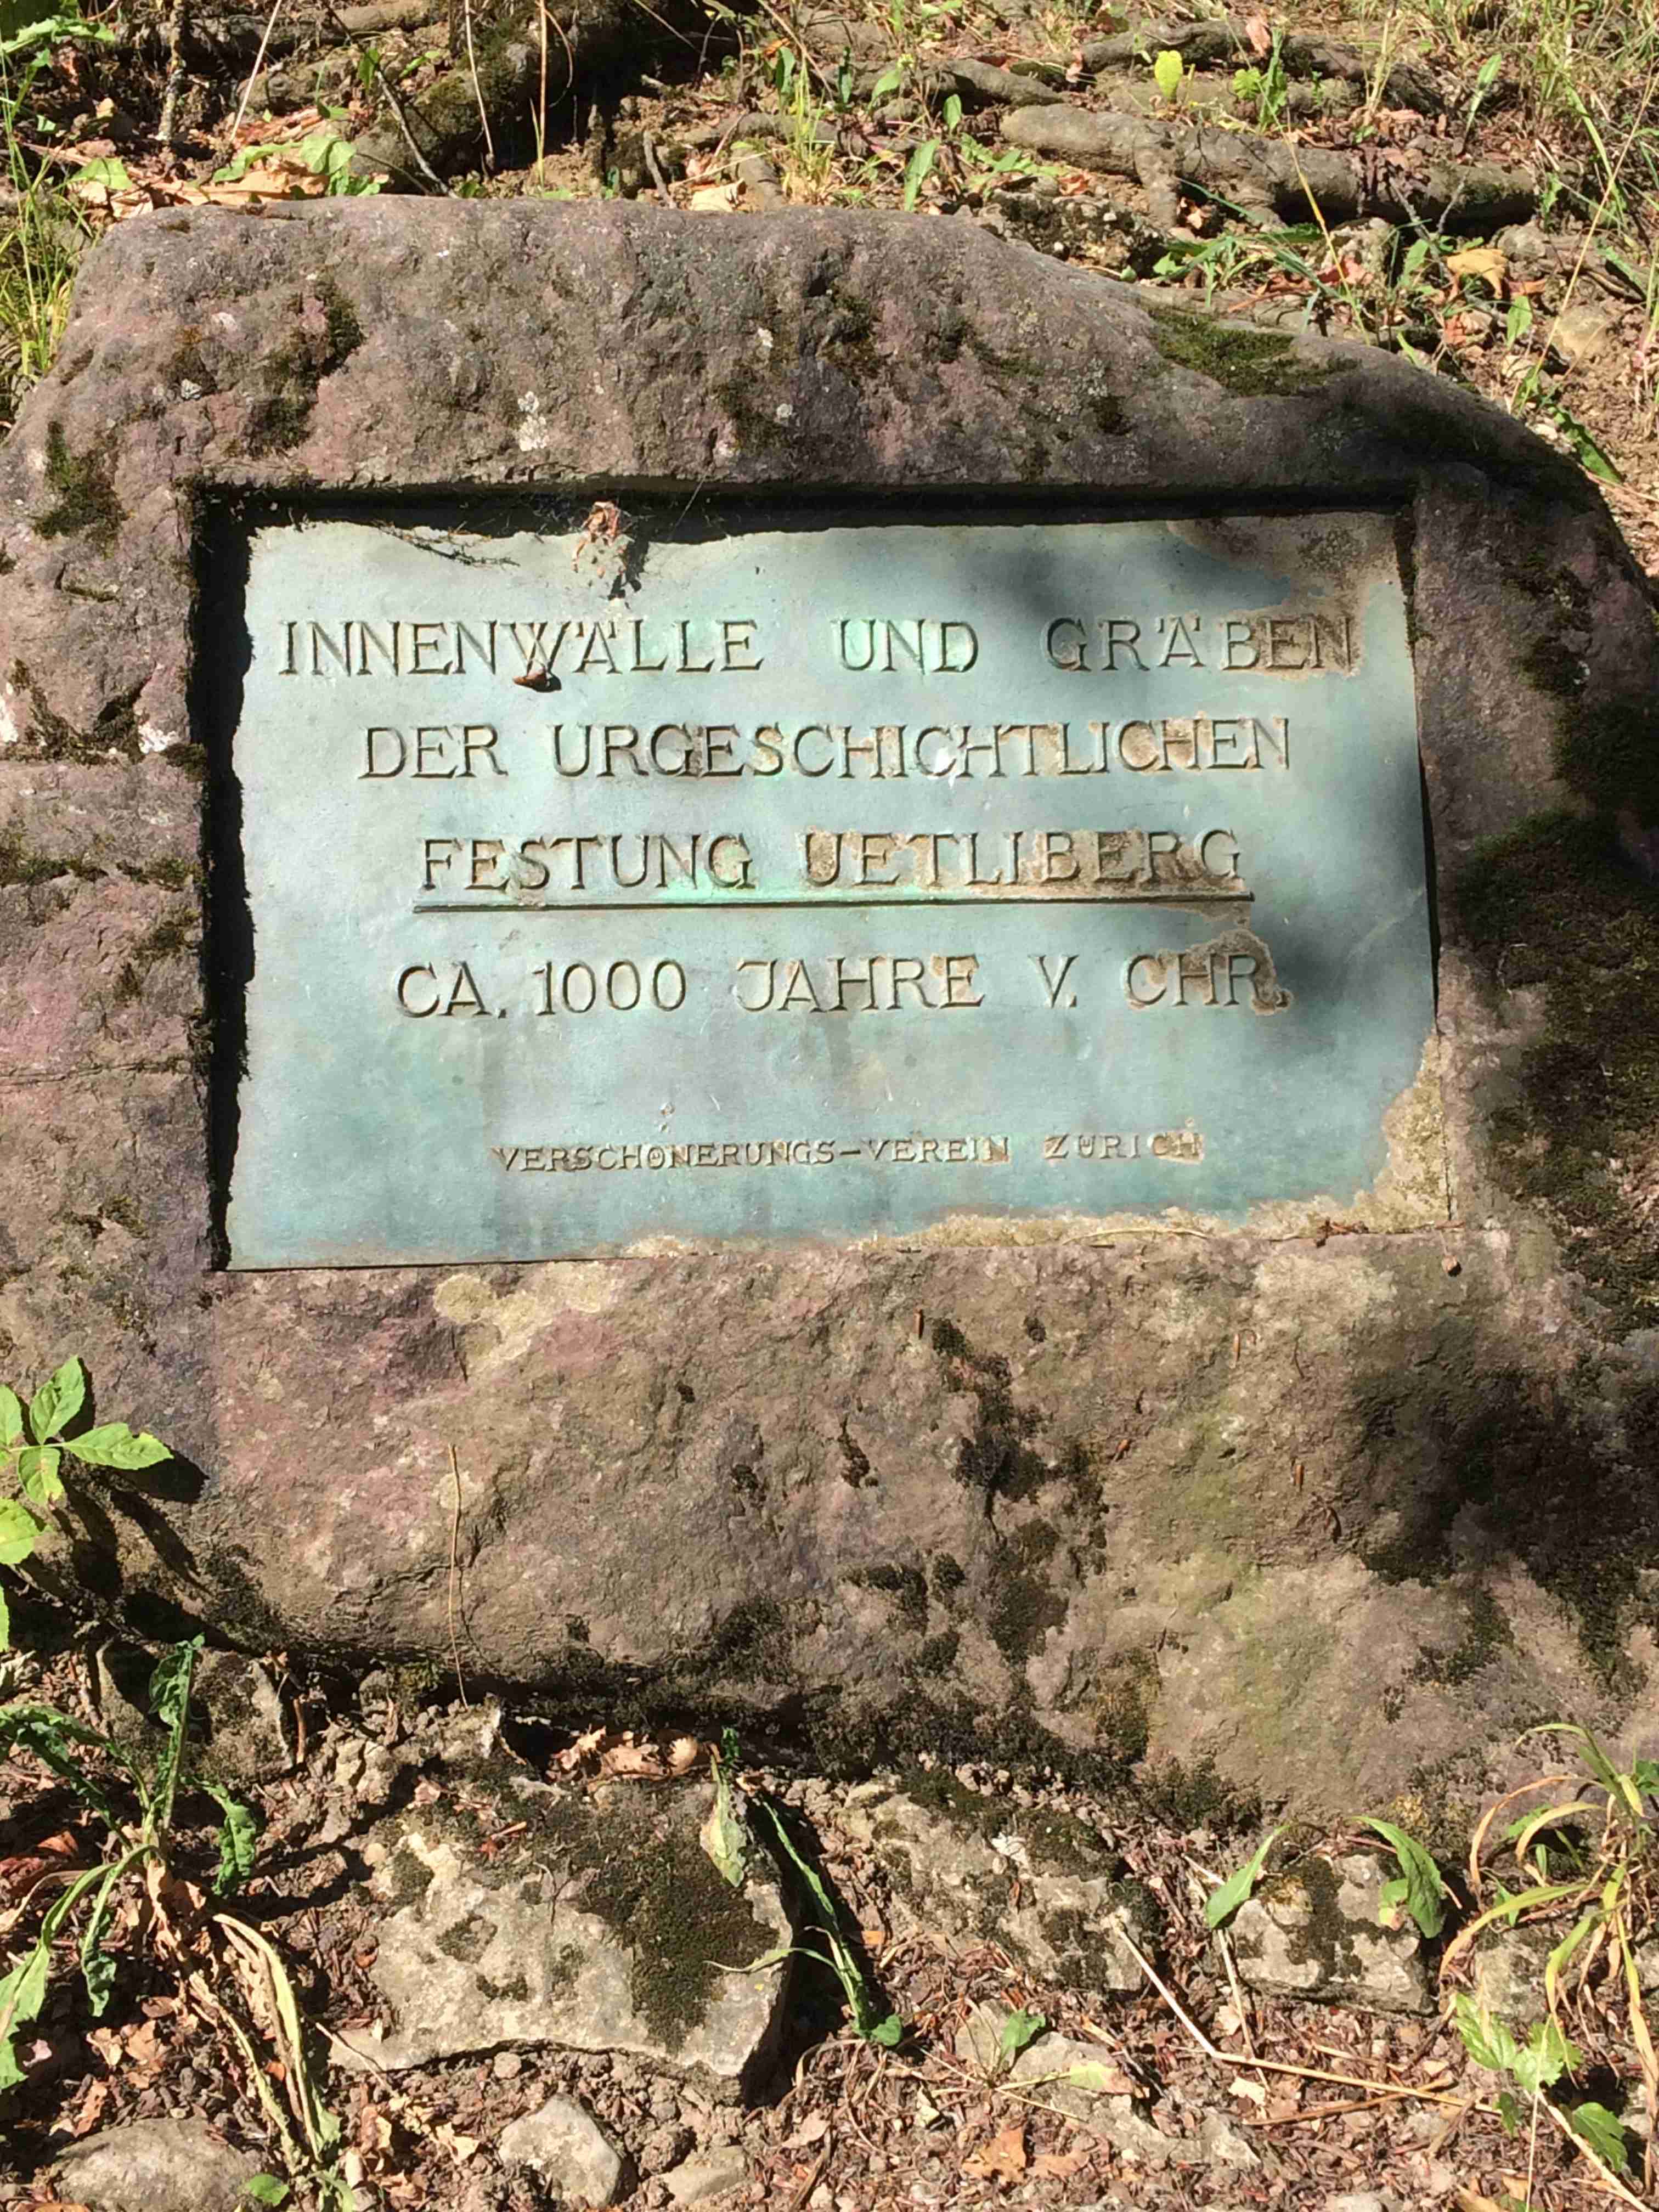 INNENWÄLLE UND GRÄBEN
DER URGESCHICHTLICHEN
FESTUNG UETLIBERG
CA. 1000 JAHRE V. CHR.
VERSCHÖNERUNGS-VEREIN ZÜRICH